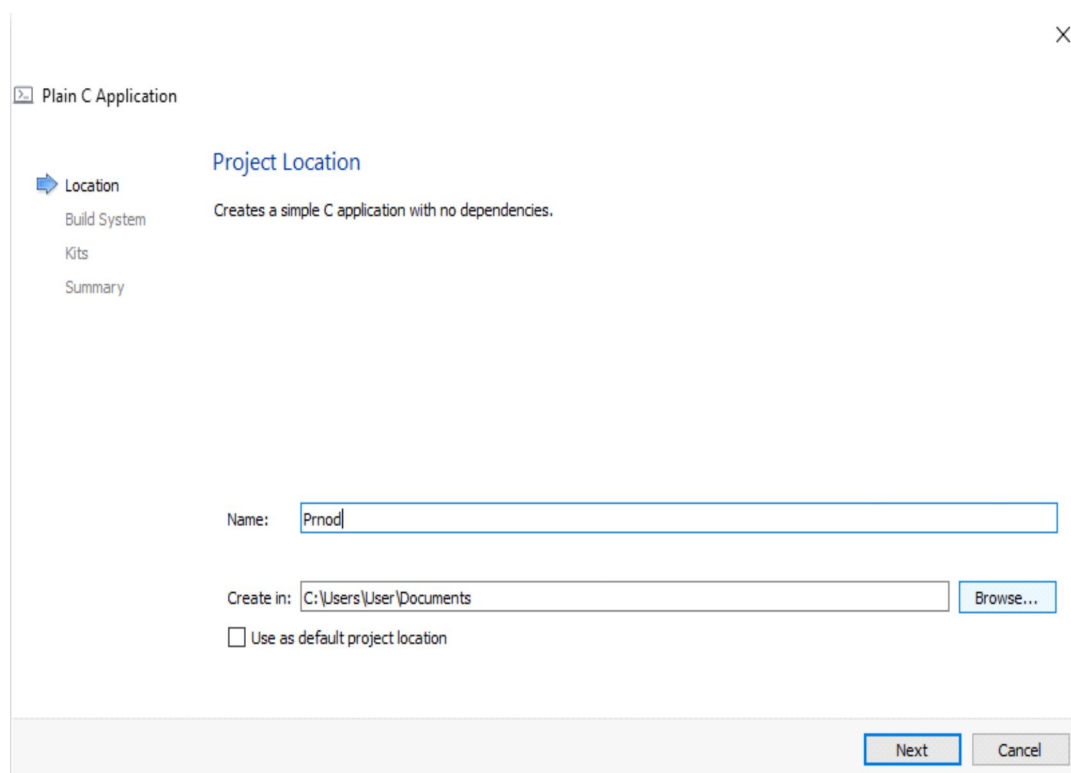 Plain C Application
Location
Build System
Kits
Summary
Project Location
Creates a simple C application with no dependencies.
Name: Prnod
Create in: C:\Users\User\Documents Browse...
Use as default project location
Next Cancel